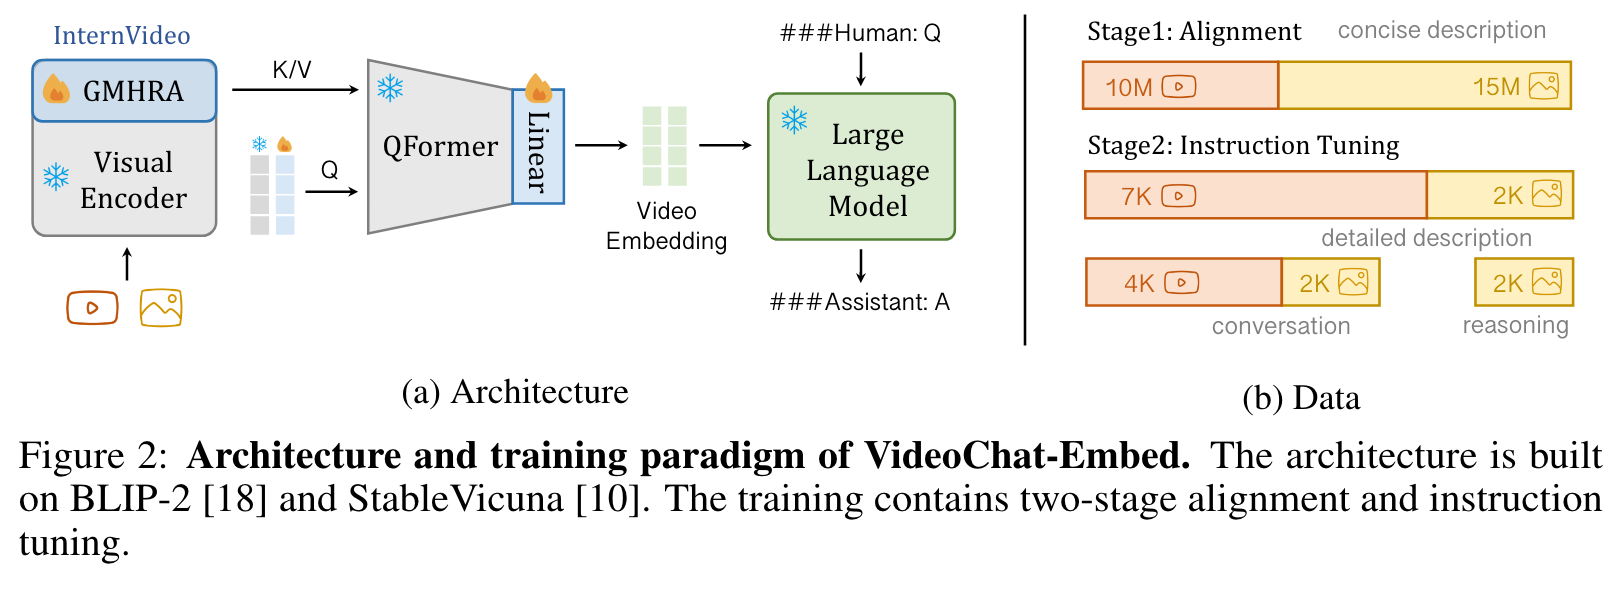 InternVideo
GMHRA
Visual
Encoder
K/V
Q
QFormer
Linear
Video
Embedding
###Human: Q
Large
Language
Model
###Assistant: A
(a) Architecture
Stage1: Alignment
concise description
10M
15M
Stage2: Instruction Tuning
7K
2K
detailed description
4K
2K
2K
conversation
reasoning
(b) Data
Figure 2: Architecture and training paradigm of VideoChat-Embed. The architecture is built
on BLIP-2 [18] and StableVicuna [10]. The training contains two-stage alignment and instruction
tuning.